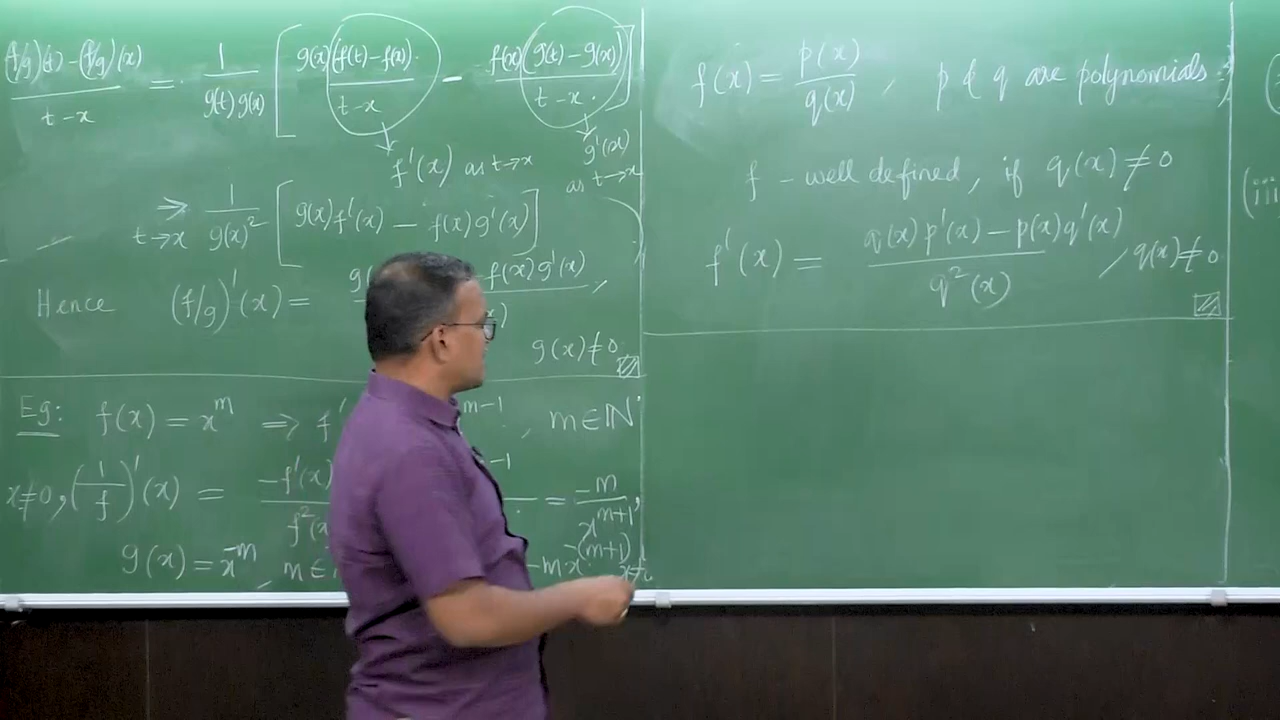 (f/g)(t) - (f/g)(x) / t-x = 1 / g(t)g(x) [ g(x)(f(t)-f(x)) / t-x - f(x)(g(t)-g(x)) / t-x ]
↓ f'(x) as t→x
↓ g'(x) as t→x
⇒ t→x 1 / g(x)² [ g(x)f'(x) - f(x)g'(x) ]
Hence (f/g)'(x) = f(x)g'(x) ,
g(x)≠0
Eg: f(x) = x^m ⇒ f' m-1 , m∈ℕ
x≠0, (1/f)'(x) = -f'(x) / f² = -m / x^{m+1},
g(x) = x^{-m}, m∈ -m x^{-(m+1)}
f(x) = p(x) / q(x) , p & q are polynomials
f - well defined, if q(x)≠0
f'(x) = q(x)p'(x) - p(x)q'(x) / q²(x) , q(x)≠0
(iii